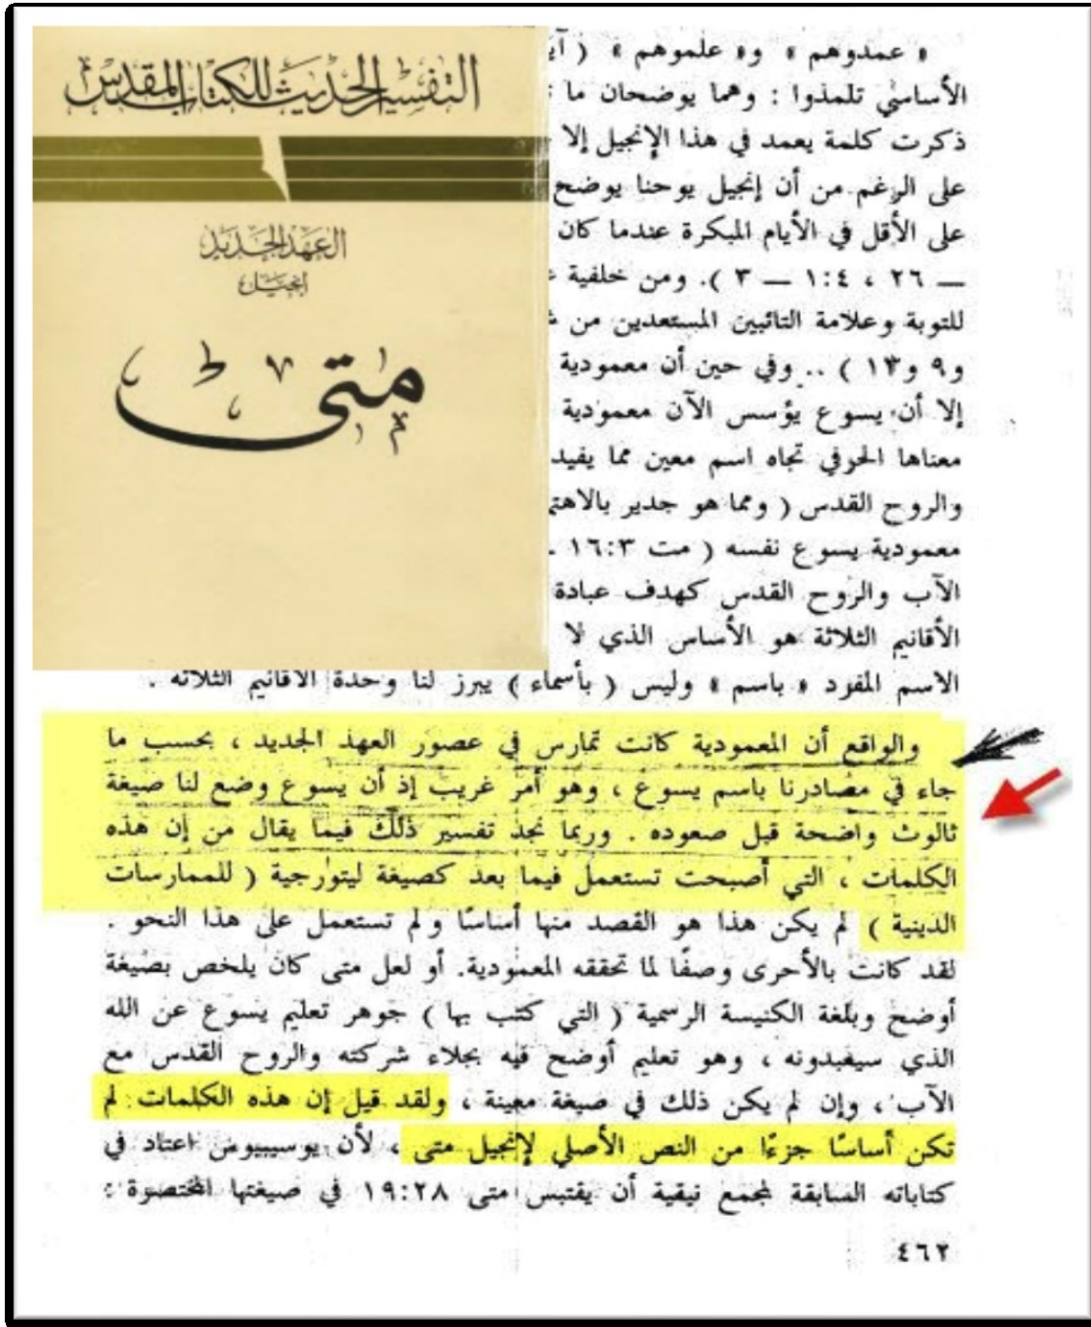 التفسير الحديث للكتاب المقدس
العهد الجديد
إنجيل
متى
« عمدوهم » و« علموهم » ( آي
الأساسي تلمذوا : وهما يوضحان ما
ذكرت كلمة يعمد في هذا الإنجيل إلا
على الرغم من أن إنجيل يوحنا يوضح
على الأقل في الأيام المبكرة عندما كان
— ٢٦ ، ٤:١ — ٣ ). ومن خلفية
للتوبة وعلامة التائبين المستعدين من
و٩ و١٣ ) .. وفي حين أن معمودية
إلا أن يسوع يؤسس الآن معمودية
معناها الحرفي تجاه اسم معين مما يفيد
والروح القدس ( ومما هو جدير بالاهتم
معمودية يسوع نفسه ( مت ١٦:٣
الآب والروح القدس كهدف عبادة
الأقانيم الثلاثة هو الأساس الذي لا
الاسم المفرد « باسم » وليس ( بأسماء ) يبرز لنا وحدة الأقانيم الثلاثة .
والواقع أن المعمودية كانت تمارس في عصور العهد الجديد ، بحسب ما
جاء في مصادرنا باسم يسوع ، وهو أمر غريب إذ أن يسوع وضع لنا صيغة
ثالوث واضحة قبل صعوده . وربما نجد تفسير ذلك فيما يقال من إن هذه
الكلمات ، التي أصبحت تستعمل فيما بعد كصيغة ليتورجية ( للممارسات
الدينية ) لم يكن هذا هو القصد منها أساسًا ولم تستعمل على هذا النحو .
لقد كانت بالأحرى وصفًا لما تحققه المعمودية. أو لعل متى كان يلخص بصيغة
أوضح وبلغة الكنيسة الرسمية ( التي كتب بها ) جوهر تعليم يسوع عن الله
الذي سيعبدونه ، وهو تعليم أوضح فيه بجلاء شركته والروح القدس مع
الآب ، وإن لم يكن ذلك في صيغة معينة ، ولقد قيل إن هذه الكلمات لم
تكن أساسًا جزءًا من النص الأصلي لإنجيل متى ، لأن يوسيبيوس اعتاد في
كتاباته السابقة لمجمع نيقية أن يقتبس متى ١٩:٢٨ في صيغتها المختصرة :
٤٦٢